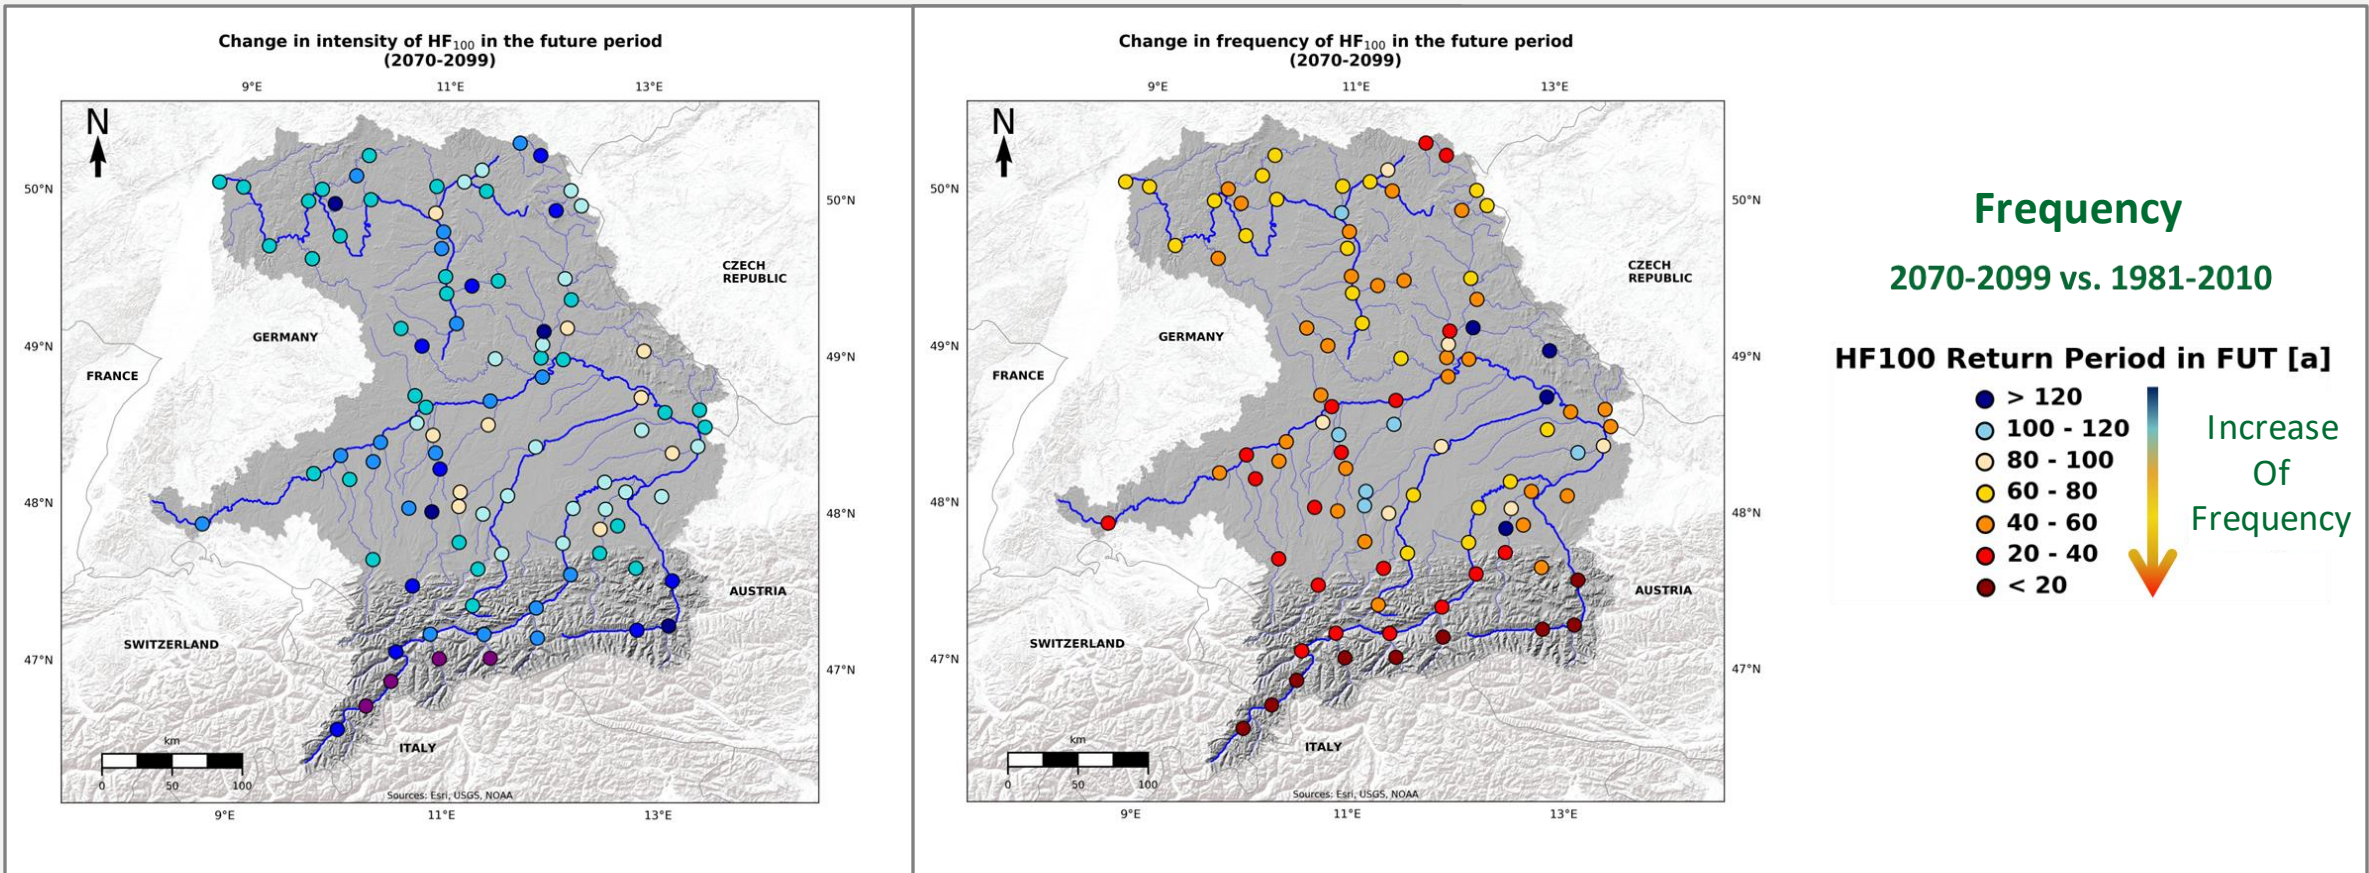 Change in intensity of HF100 in the future period
(2070-2099)
9°E 11°E 13°E
N
50°N
50°N
CZECH
REPUBLIC
GERMANY
49°N
49°N
FRANCE
48°N
48°N
AUSTRIA
SWITZERLAND
47°N
47°N
ITALY
km
0 50 100
Sources: Esri, USGS, NOAA
9°E 11°E 13°E
Change in frequency of HF100 in the future period
(2070-2099)
9°E 11°E 13°E
N
50°N
50°N
CZECH
REPUBLIC
GERMANY
49°N
49°N
FRANCE
48°N
48°N
AUSTRIA
SWITZERLAND
47°N
47°N
ITALY
km
0 50 100
Sources: Esri, USGS, NOAA
9°E 11°E 13°E
Frequency
2070-2099 vs. 1981-2010
HF100 Return Period in FUT [a]
> 120
100 - 120
80 - 100
60 - 80
40 - 60
20 - 40
< 20
Increase
Of
Frequency